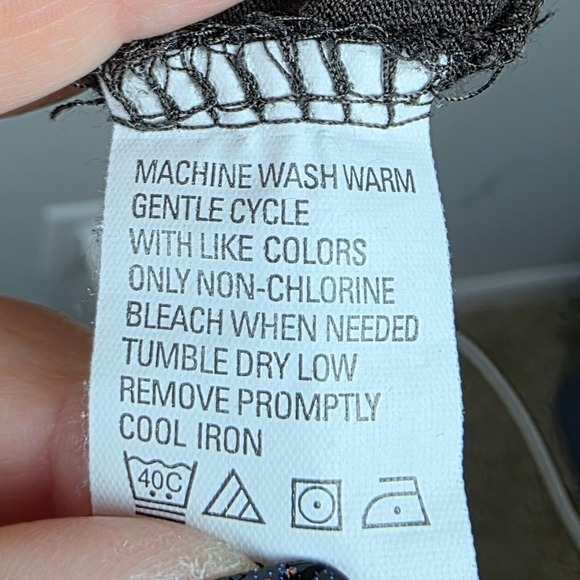 MACHINE WASH WARM
GENTLE CYCLE
WITH LIKE COLORS
ONLY NON-CHLORINE
BLEACH WHEN NEEDED
TUMBLE DRY LOW
REMOVE PROMPTLY
COOL IRON
40C